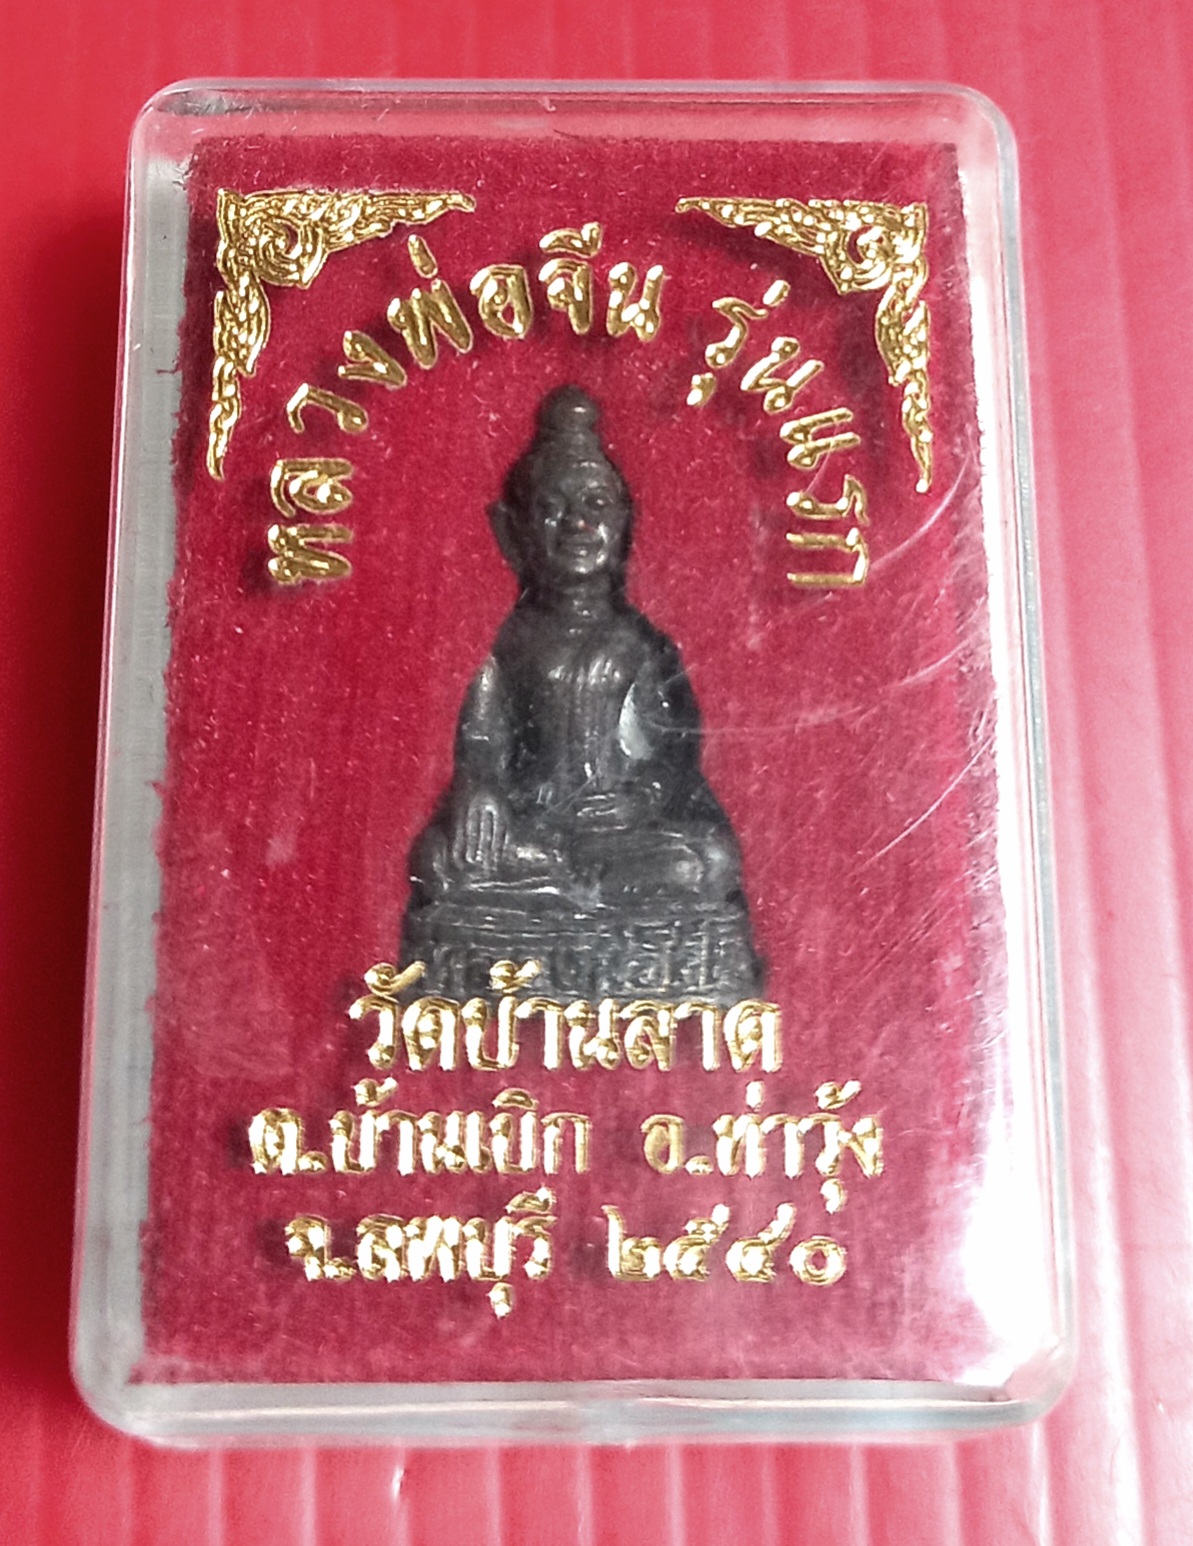 หลวงพ่อจีน รุ่นแรก
วัดบ้านลาด
ต.บ้านเบิก อ.ท่าวุ้ง
จ.ลพบุรี ๒๕๕๐